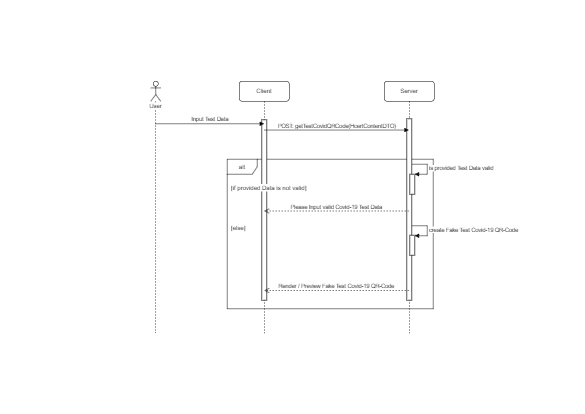 Client
Server
User
Input Test Data
POST: getTestCovidQRCode(HcertContentDTO)
alt
is provided Test Data valid
[if provided Data is not valid]
Please Input valid Covid-19 Test Data
[else]
create Fake Test Covid-19 QR-Code
Render / Preview Fake Test Covid-19 QR-Code